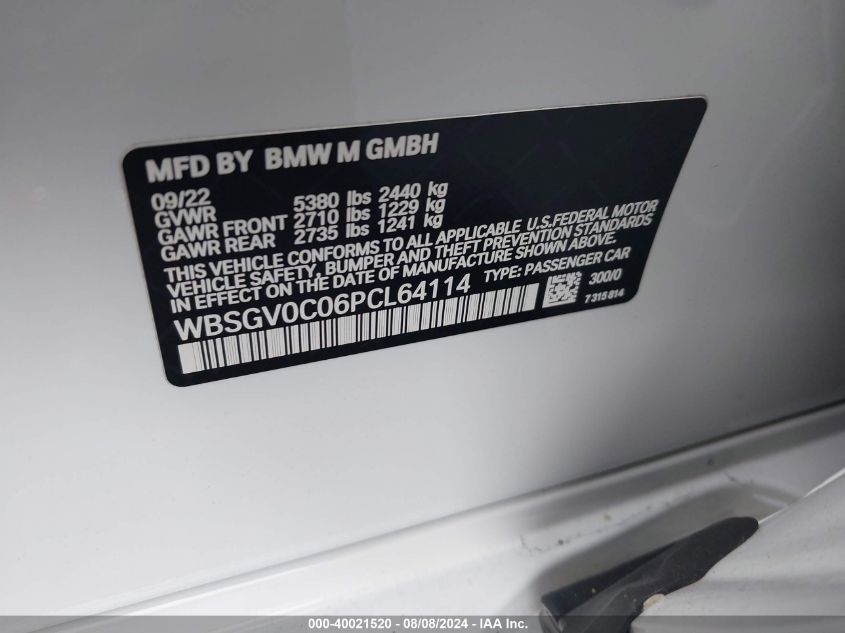 MFD BY BMW M GMBH
09/22
GVWR 5380 lbs 2440 kg
GAWR FRONT 2710 lbs 1229 kg
GAWR REAR 2735 lbs 1241 kg
THIS VEHICLE CONFORMS TO ALL APPLICABLE U.S.FEDERAL MOTOR
VEHICLE SAFETY, BUMPER AND THEFT PREVENTION STANDARDS
IN EFFECT ON THE DATE OF MANUFACTURE SHOWN ABOVE.
TYPE: PASSENGER CAR
WBSGV0C06PCL64114
300/0
7 315 814
000-40021520 - 08/08/2024 - IAA Inc.